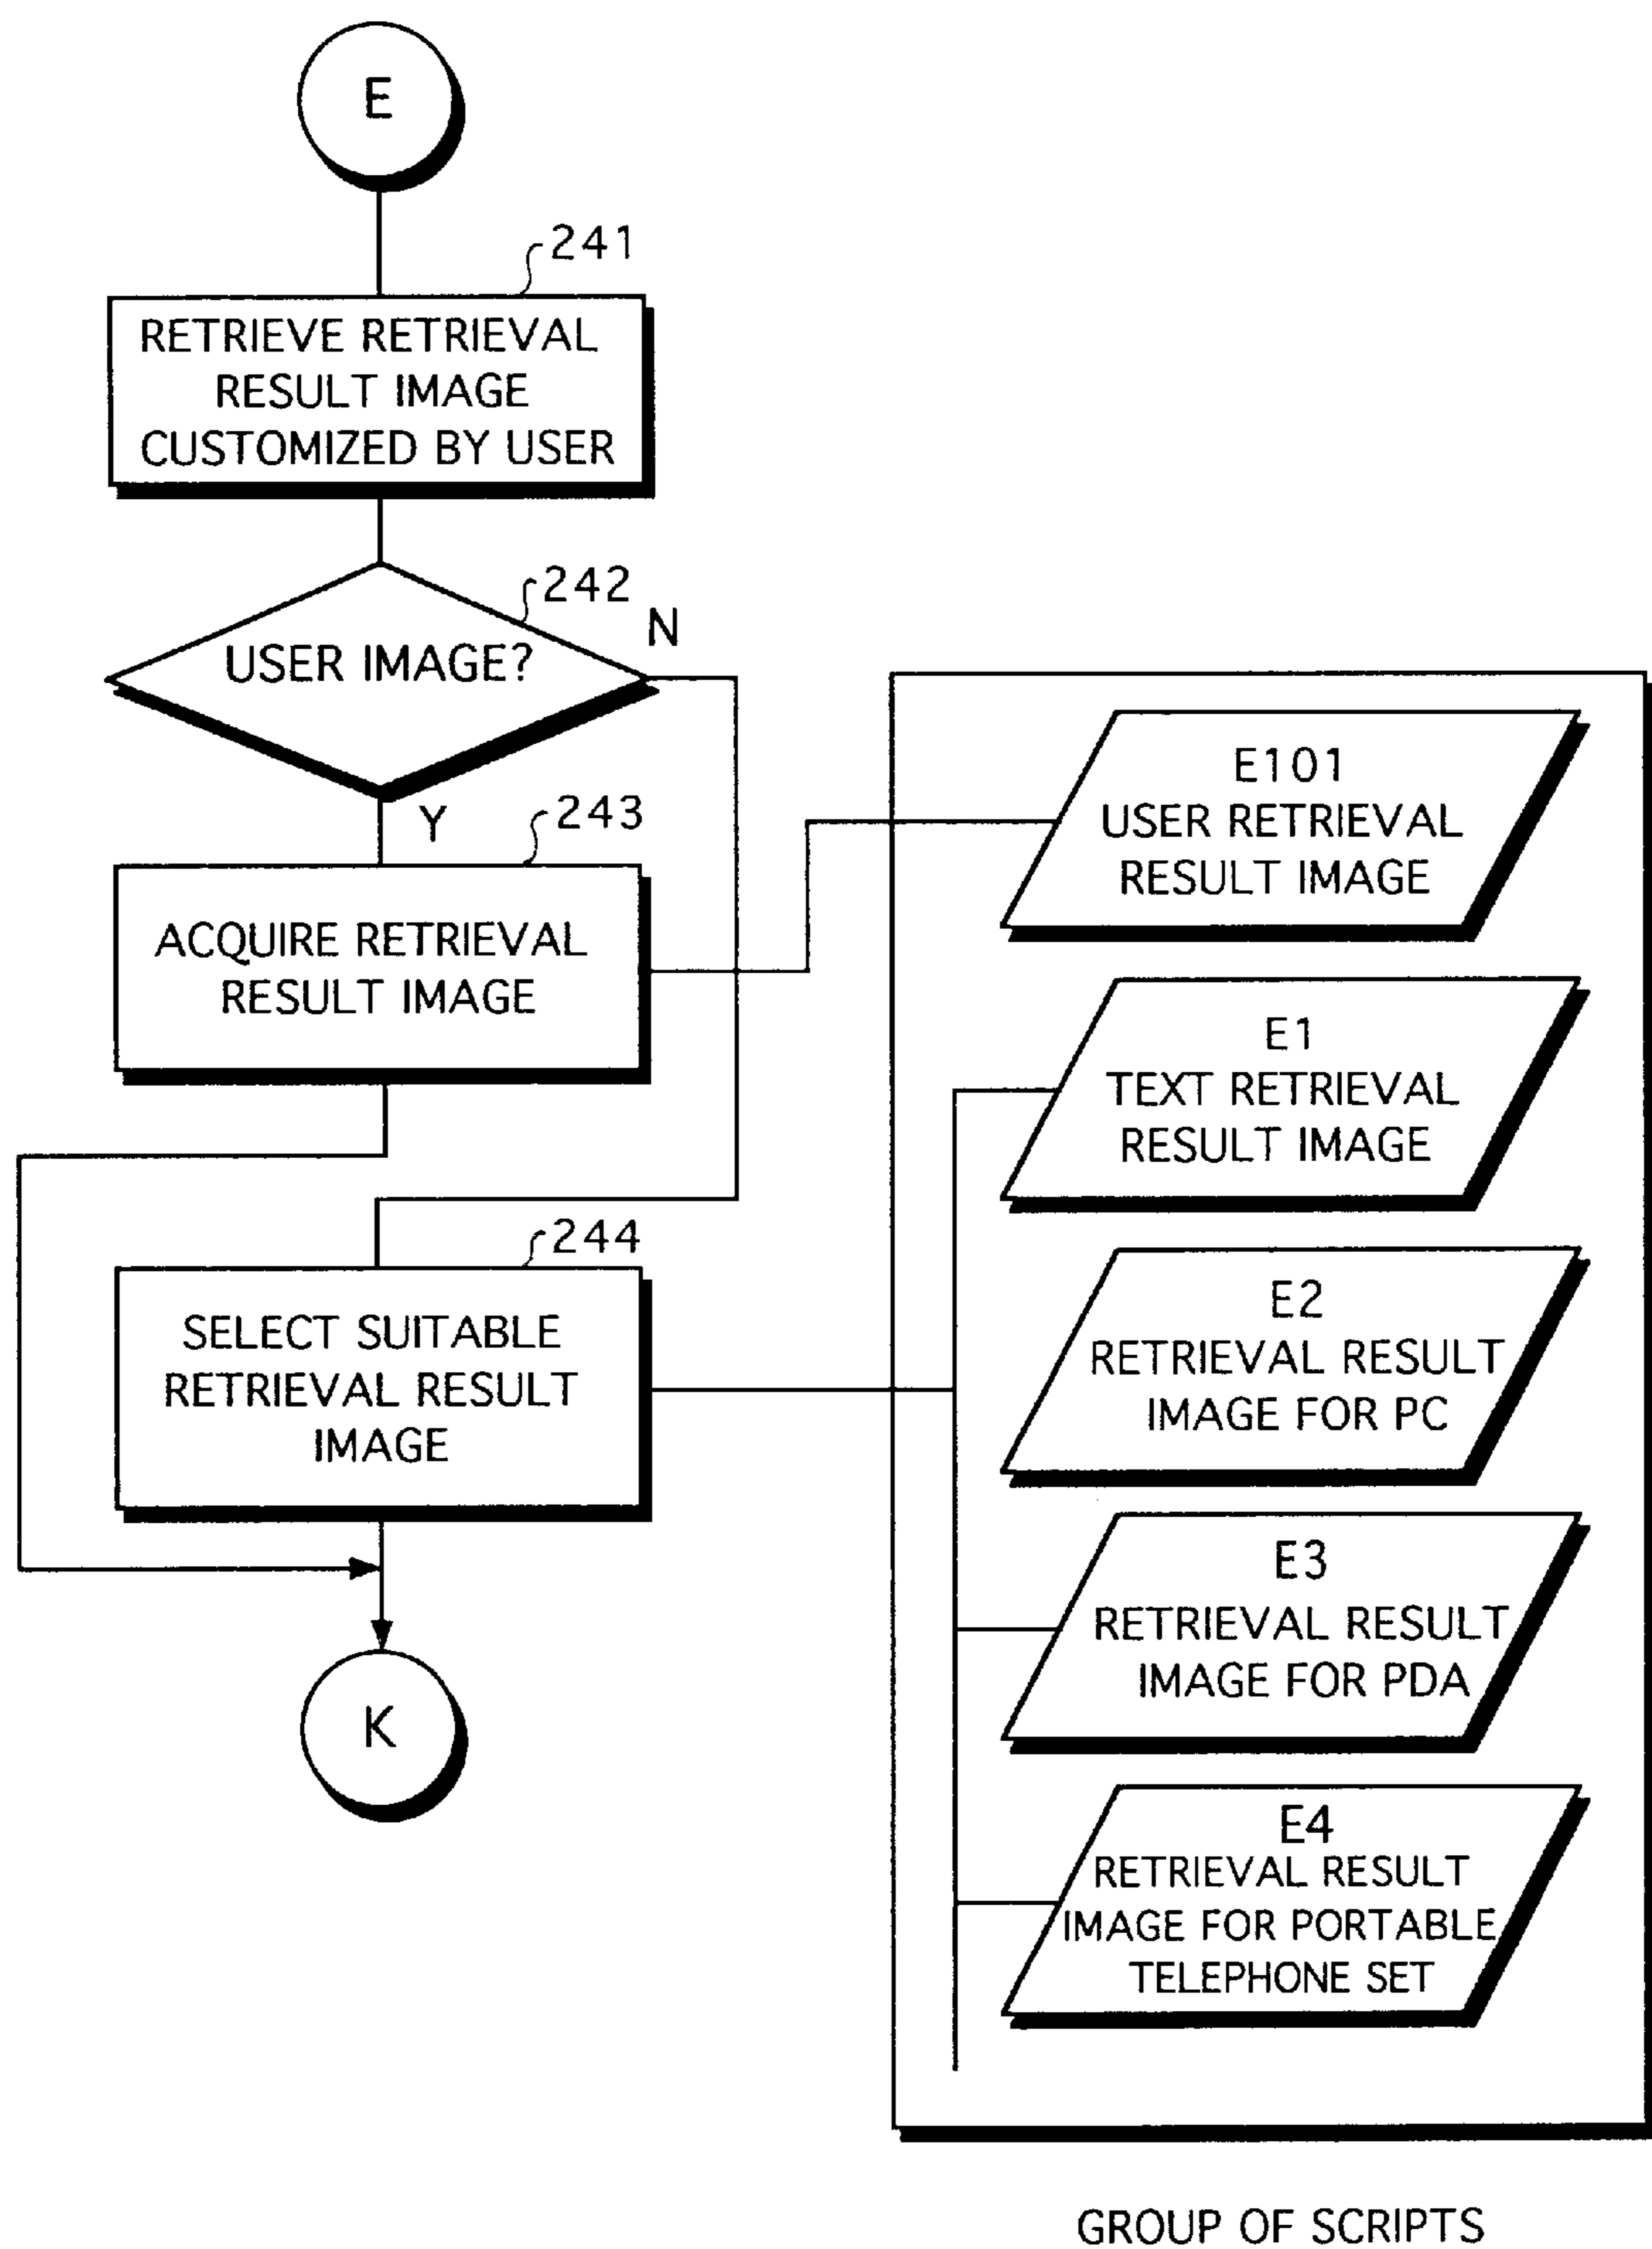 E
241
RETRIEVE RETRIEVAL
RESULT IMAGE
CUSTOMIZED BY USER
242
USER IMAGE?
N
Y
243
ACQUIRE RETRIEVAL
RESULT IMAGE
244
SELECT SUITABLE
RETRIEVAL RESULT
IMAGE
K
E101
USER RETRIEVAL
RESULT IMAGE
E1
TEXT RETRIEVAL
RESULT IMAGE
E2
RETRIEVAL RESULT
IMAGE FOR PC
E3
RETRIEVAL RESULT
IMAGE FOR PDA
E4
RETRIEVAL RESULT
IMAGE FOR PORTABLE
TELEPHONE SET
GROUP OF SCRIPTS